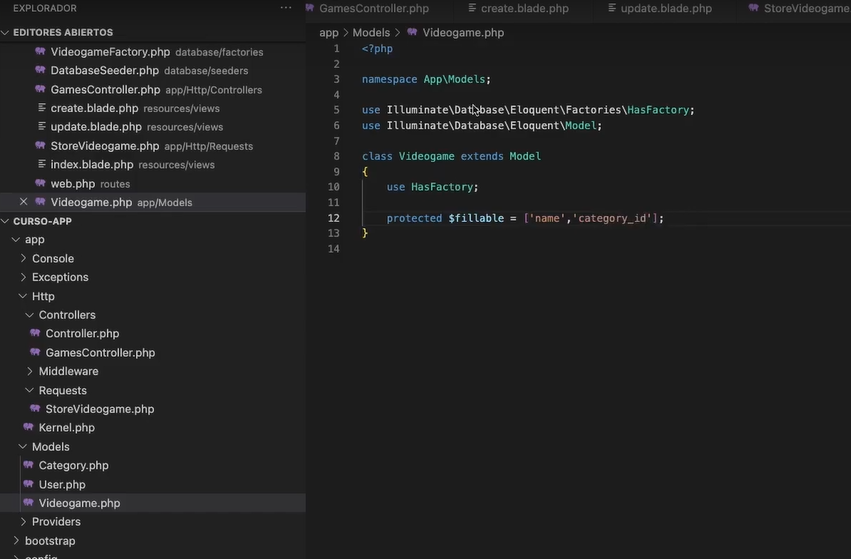 EXPLORADOR ...
EDITORES ABIERTOS
VideogameFactory.php database/factories
DatabaseSeeder.php database/seeders
GamesController.php app/Http/Controllers
create.blade.php resources/views
update.blade.php resources/views
StoreVideogame.php app/Http/Requests
index.blade.php resources/views
web.php routes
Videogame.php app/Models
CURSO-APP
app
Console
Exceptions
Http
Controllers
Controller.php
GamesController.php
Middleware
Requests
StoreVideogame.php
Kernel.php
Models
Category.php
User.php
Videogame.php
Providers
bootstrap
config
GamesController.php create.blade.php update.blade.php StoreVideogame
app > Models > Videogame.php
1 <?php
2
3 namespace App\Models;
4
5 use Illuminate\Database\Eloquent\Factories\HasFactory;
6 use Illuminate\Database\Eloquent\Model;
7
8 class Videogame extends Model
9 {
10 use HasFactory;
11
12 protected $fillable = ['name','category_id'];
13 }
14